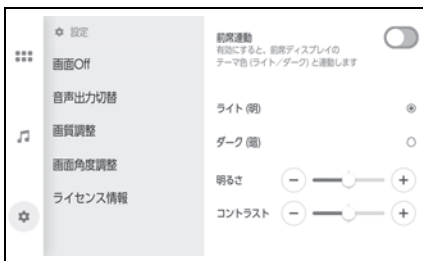 設定
画面Off
音声出力切替
画質調整
画面角度調整
ライセンス情報
前席連動
有効にすると、前席ディスプレイの
テーマ色（ライト／ダーク）と連動します
ライト（明）
ダーク（暗）
明るさ
コントラスト